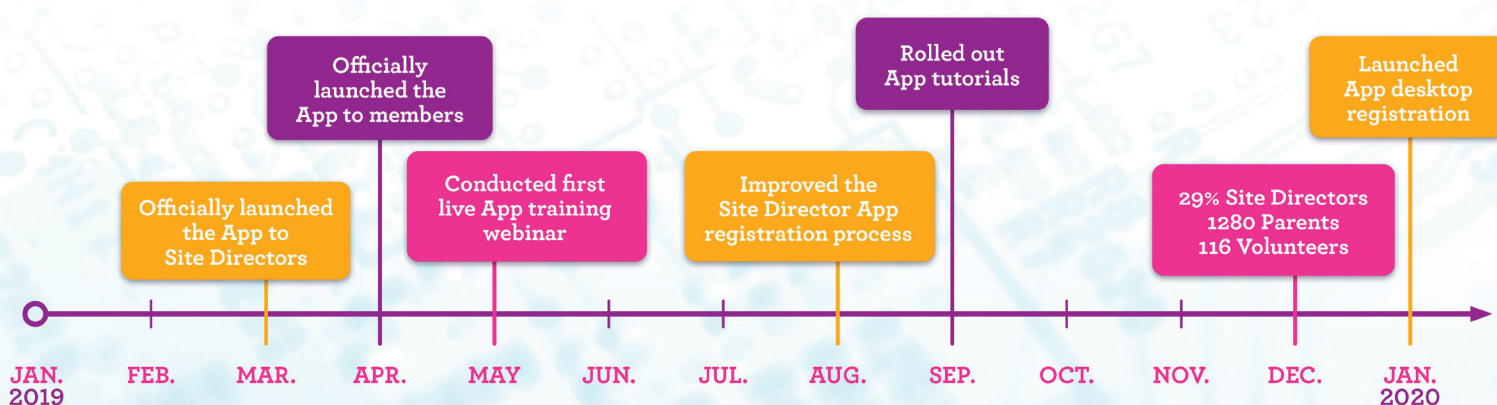 Officially
launched the
App to members
Rolled out
App tutorials
Launched
App desktop
registration
Officially launched
the App to
Site Directors
Conducted first
live App training
webinar
Improved the
Site Director App
registration process
29% Site Directors
1280 Parents
116 Volunteers
JAN. FEB. MAR. APR. MAY JUN. JUL. AUG. SEP. OCT. NOV. DEC. JAN.
2019 2020